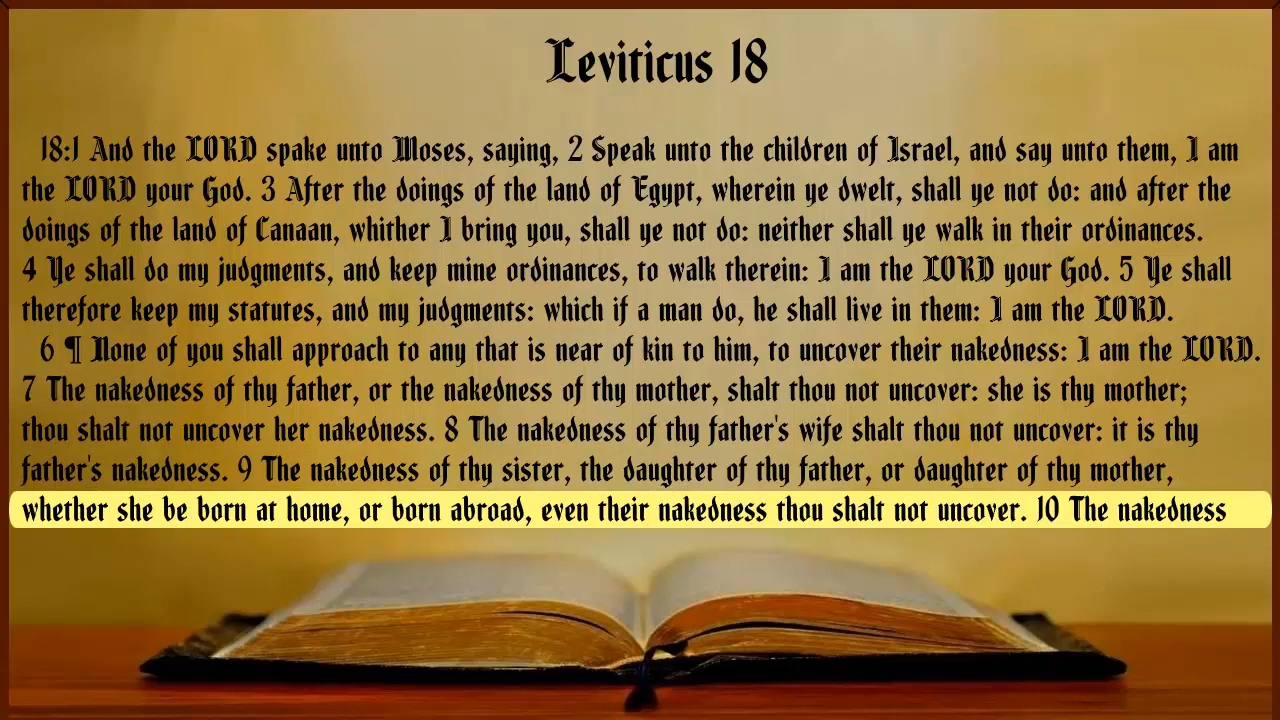 Leviticus 18
18:1 And the LORD spake unto Moses, saying, 2 Speak unto the children of Israel, and say unto them, I am
the LORD your God. 3 After the doings of the land of Egypt, wherein ye dwelt, shall ye not do: and after the
doings of the land of Canaan, whither I bring you, shall ye not do: neither shall ye walk in their ordinances.
4 Ye shall do my judgments, and keep mine ordinances, to walk therein: I am the LORD your God. 5 Ye shall
therefore keep my statutes, and my judgments: which if a man do, he shall live in them: I am the LORD.
6 ¶ None of you shall approach to any that is near of kin to him, to uncover their nakedness: I am the LORD.
7 The nakedness of thy father, or the nakedness of thy mother, shalt thou not uncover: she is thy mother;
thou shalt not uncover her nakedness. 8 The nakedness of thy father's wife shalt thou not uncover: it is thy
father's nakedness. 9 The nakedness of thy sister, the daughter of thy father, or daughter of thy mother,
whether she be born at home, or born abroad, even their nakedness thou shalt not uncover. 10 The nakedness